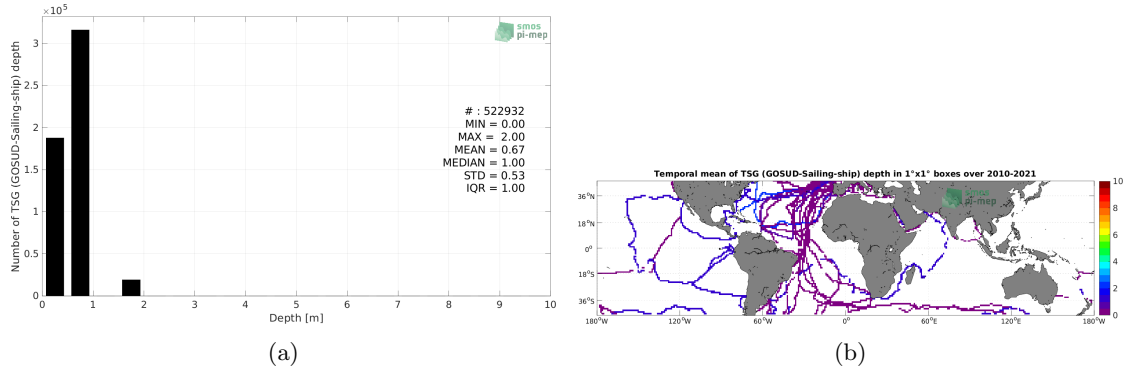 ×10⁵
Number of TSG (GOSUD-Sailing-ship) depth
3
2.5
2
1.5
1
0.5
0
0 1 2 3 4 5 6 7 8 9 10
Depth [m]
smos
pi-mep
# : 522932
MIN = 0.00
MAX = 2.00
MEAN = 0.67
MEDIAN = 1.00
STD = 0.53
IQR = 1.00
(a)
Temporal mean of TSG (GOSUD-Sailing-ship) depth in 1°x1° boxes over 2010-2021
smos
pi-mep
36°N
18°N
0°
18°S
36°S
180°W 120°W 60°W 0° 60°E 120°E 180°W
10
8
6
4
2
0
(b)